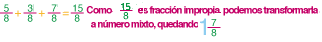 5/8 + 3/8 + 7/8 = 15/8 Como 15/8 es fracción impropia. podemos transformarla
a número mixto, quedando 1 7/8